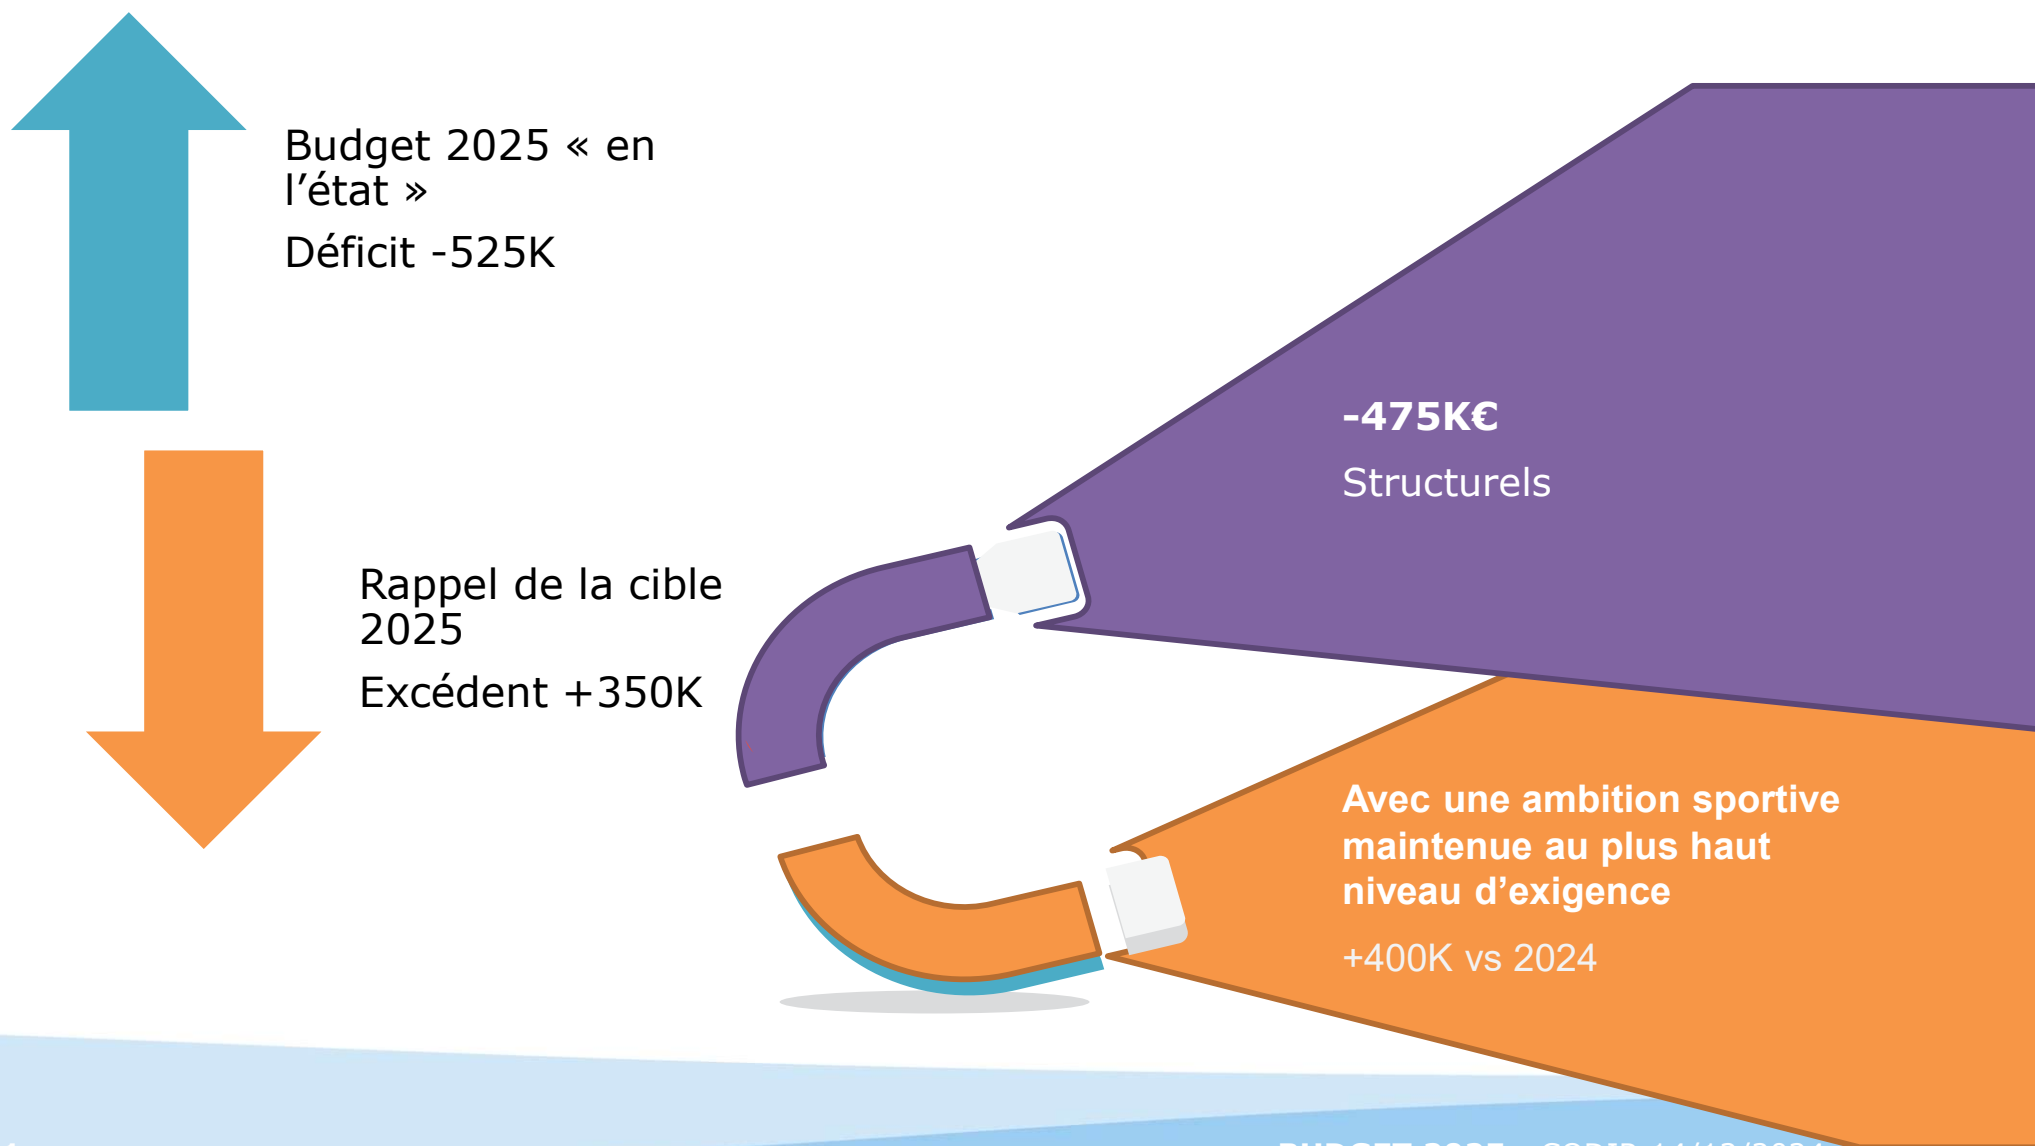 Budget 2025 « en
l’état »
Déficit -525K
Rappel de la cible
2025
Excédent +350K
-475K€
Structurels
Avec une ambition sportive
maintenue au plus haut
niveau d’exigence
+400K vs 2024